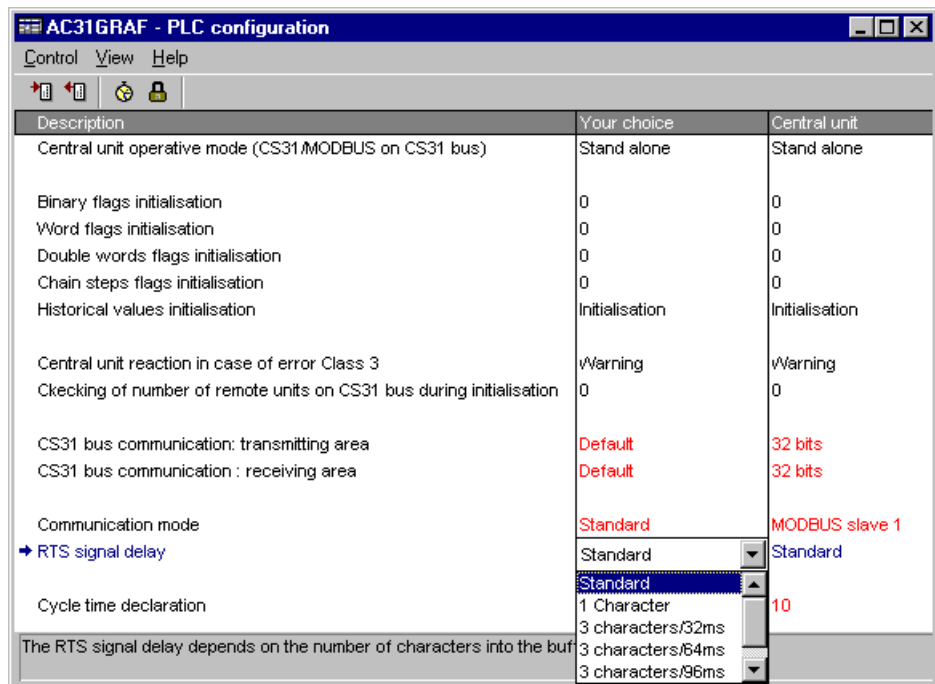 AC31GRAF - PLC configuration
Control View Help
Description Your choice Central unit
Central unit operative mode (CS31/MODBUS on CS31 bus) Stand alone Stand alone
Binary flags initialisation 0 0
Word flags initialisation 0 0
Double words flags initialisation 0 0
Chain steps flags initialisation 0 0
Historical values initialisation Initialisation Initialisation
Central unit reaction in case of error Class 3 Warning Warning
Ckecking of number of remote units on CS31 bus during initialisation 0 0
CS31 bus communication: transmitting area Default 32 bits
CS31 bus communication : receiving area Default 32 bits
Communication mode Standard MODBUS slave 1
RTS signal delay Standard Standard
Standard
Cycle time declaration 1 Character 10
3 characters/32ms
The RTS signal delay depends on the number of characters into the buf 3 characters/64ms
3 characters/96ms